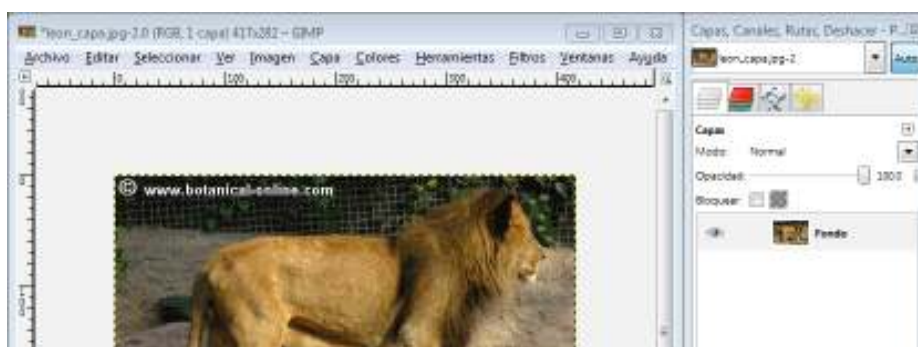 *leon_capa.jpg-2.0 (RGB, 1 capa) 417x282 – GIMP
Archivo Editar Seleccionar Ver Imagen Capa Colores Herramientas Filtros Ventanas Ayuda
0 100 200 300 400
© www.botanical-online.com
Capas, Canales, Rutas, Deshacer - P
leon_capa.jpg-2
Auto
Capas
Modo: Normal
Opacidad: 100.0
Bloquear:
Fondo